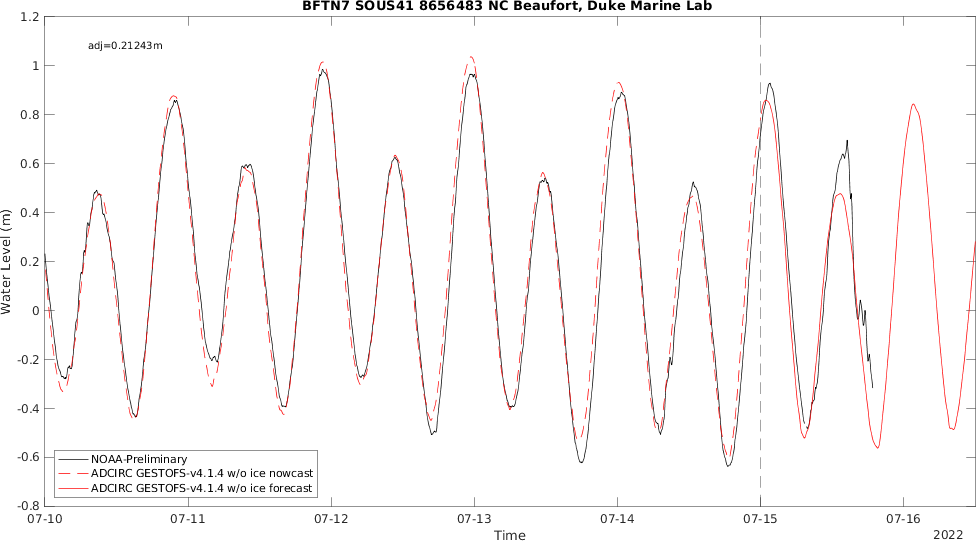 BFTN7 SOUS41 8656483 NC Beaufort, Duke Marine Lab
1.2
1
0.8
0.6
0.4
0.2
0
-0.2
-0.4
-0.6
-0.8
Water Level (m)
adj=0.21243m
NOAA-Preliminary
ADCIRC GESTOFS-v4.1.4 w/o ice nowcast
ADCIRC GESTOFS-v4.1.4 w/o ice forecast
07-10 07-11 07-12 07-13 07-14 07-15 07-16
Time
2022